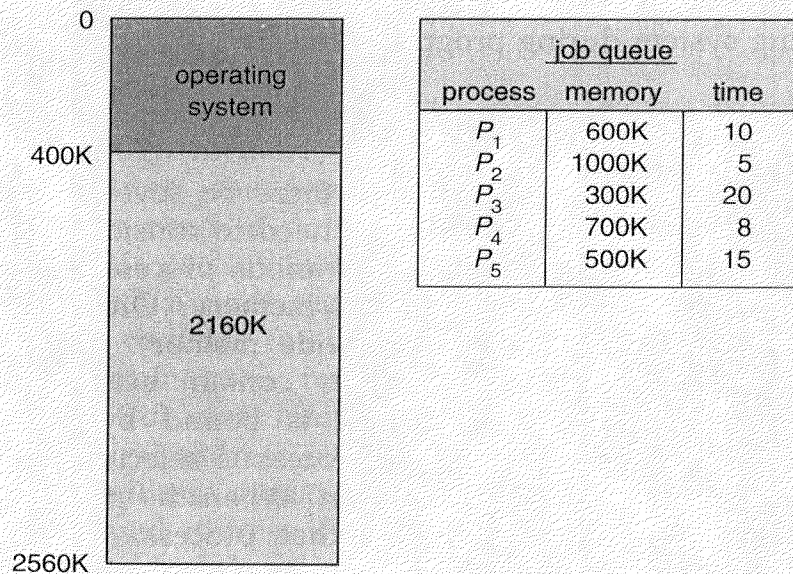 0
operating
system
400K
2160K
2560K
job queue
process memory time
P1 600K 10
P2 1000K 5
P3 300K 20
P4 700K 8
P5 500K 15